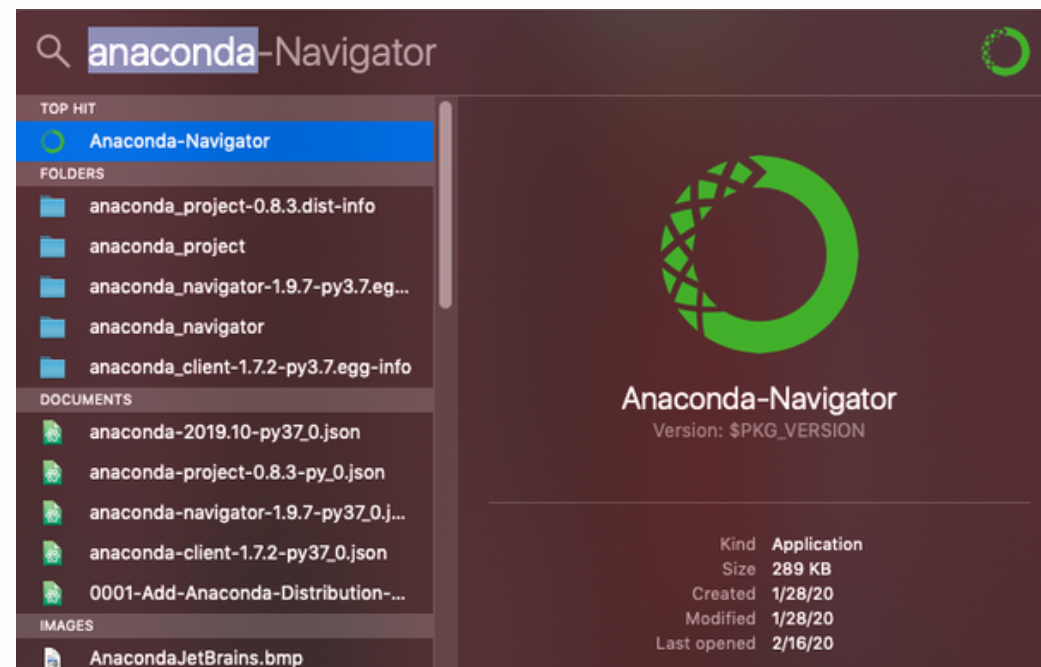 anaconda-Navigator
TOP HIT
Anaconda-Navigator
FOLDERS
anaconda_project-0.8.3.dist-info
anaconda_project
anaconda_navigator-1.9.7-py3.7.eg...
anaconda_navigator
anaconda_client-1.7.2-py3.7.egg-info
DOCUMENTS
anaconda-2019.10-py37_0.json
anaconda-project-0.8.3-py_0.json
anaconda-navigator-1.9.7-py37_0.j...
anaconda-client-1.7.2-py37_0.json
0001-Add-Anaconda-Distribution-...
IMAGES
AnacondaJetBrains.bmp
Anaconda-Navigator
Version: $PKG_VERSION
Kind Application
Size 289 KB
Created 1/28/20
Modified 1/28/20
Last opened 2/16/20